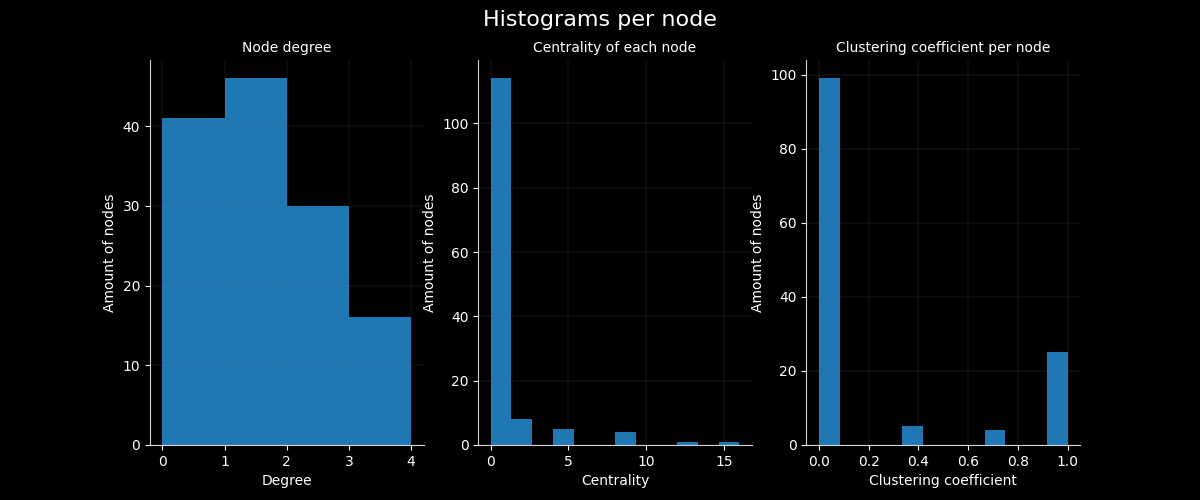 Histograms per node
Node degree
Amount of nodes
40
30
20
10
0
0 1 2 3 4
Degree
Centrality of each node
Amount of nodes
100
80
60
40
20
0
0 5 10 15
Centrality
Clustering coefficient per node
Amount of nodes
100
80
60
40
20
0
0.0 0.2 0.4 0.6 0.8 1.0
Clustering coefficient